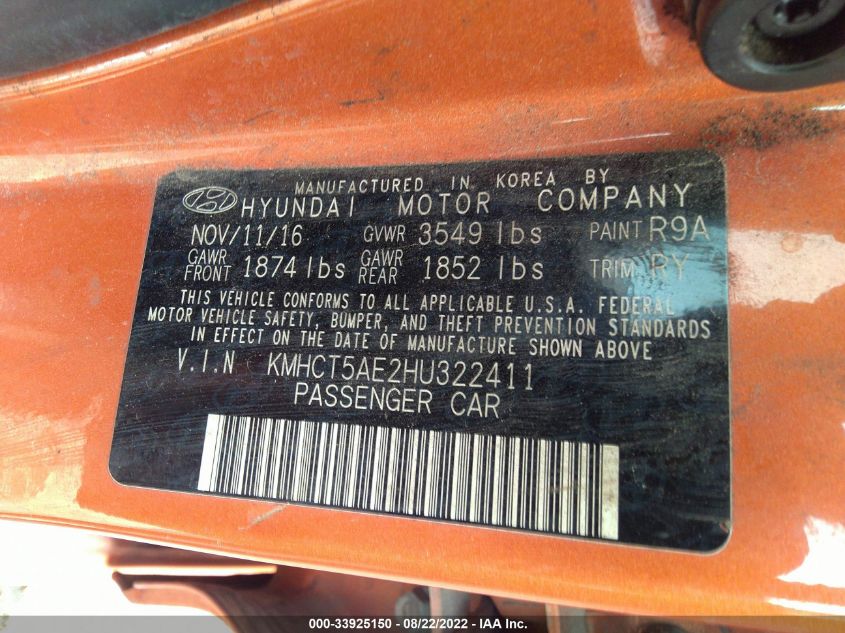 MANUFACTURED IN KOREA BY
HYUNDAI MOTOR COMPANY
NOV/11/16 GVWR 3549 lbs PAINT R9A
GAWR FRONT 1874 lbs GAWR REAR 1852 lbs TRIM RY
THIS VEHICLE CONFORMS TO ALL APPLICABLE U.S.A. FEDERAL
MOTOR VEHICLE SAFETY, BUMPER, AND THEFT PREVENTION STANDARDS
IN EFFECT ON THE DATE OF MANUFACTURE SHOWN ABOVE
V.I.N KMHCT5AE2HU322411
PASSENGER CAR
000-33925150 - 08/22/2022 - IAA Inc.